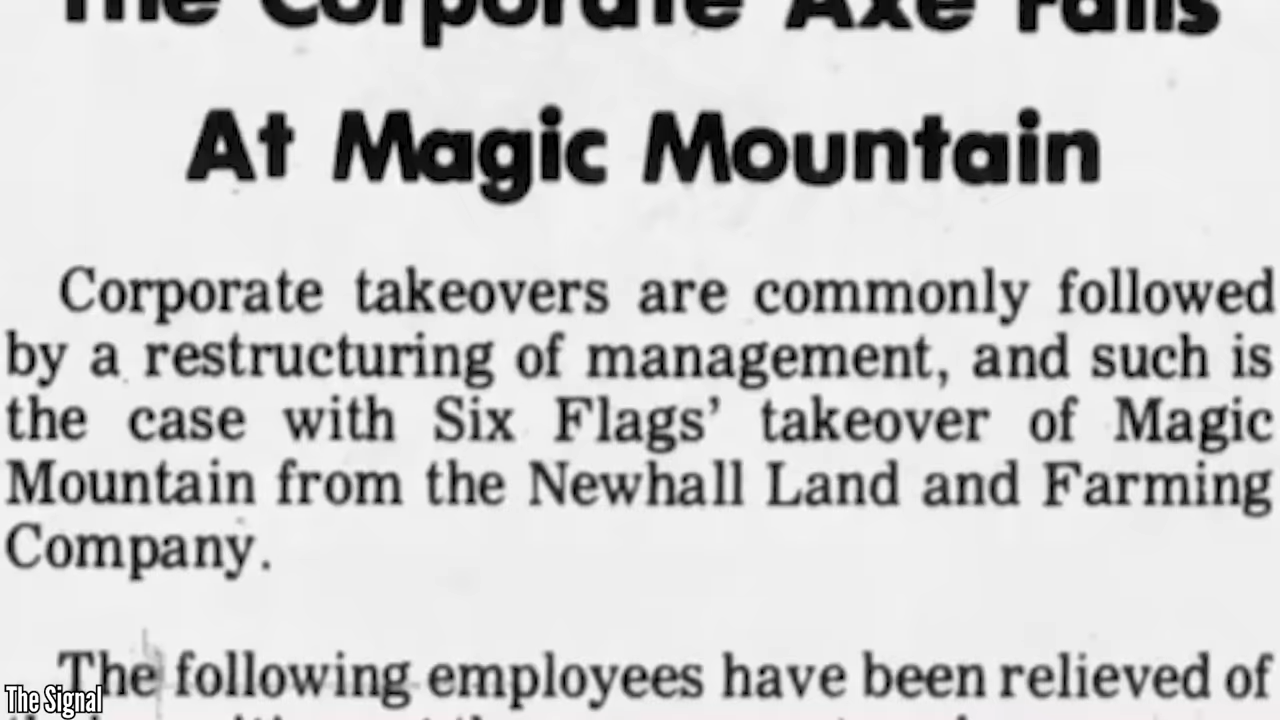 The Corporate Axe Falls
At Magic Mountain
Corporate takeovers are commonly followed
by a restructuring of management, and such is
the case with Six Flags’ takeover of Magic
Mountain from the Newhall Land and Farming
Company.
The following employees have been relieved of
The Signal